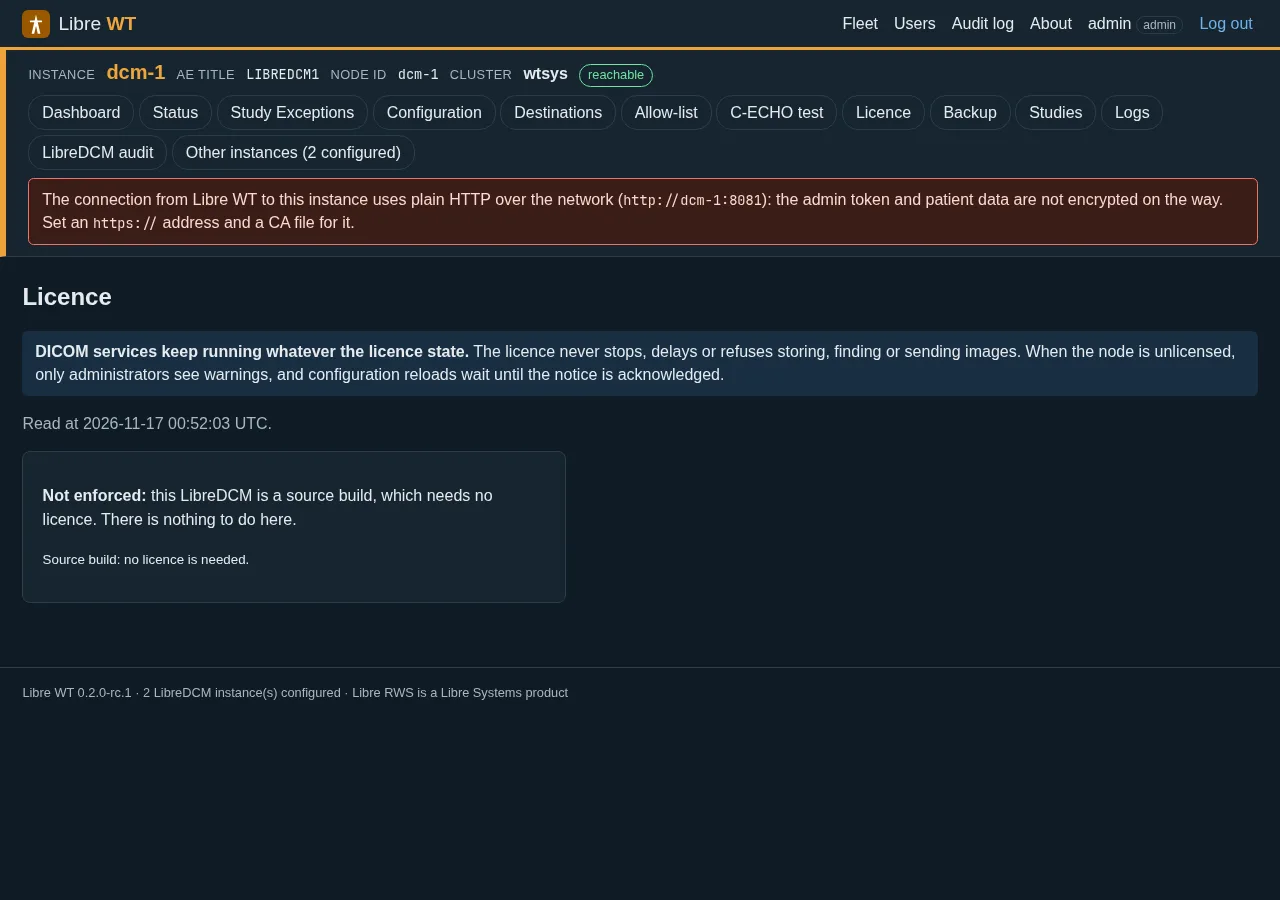 Libre WT
Fleet Users Audit log About admin admin Log out
INSTANCE dcm-1 AE TITLE LIBREDCM1 NODE ID dcm-1 CLUSTER wtsys reachable
Dashboard Status Study Exceptions Configuration Destinations Allow-list C-ECHO test Licence Backup Studies Logs
LibreDCM audit Other instances (2 configured)
The connection from Libre WT to this instance uses plain HTTP over the network (http://dcm-1:8081): the admin token and patient data are not encrypted on the way.
Set an https:// address and a CA file for it.
Licence
DICOM services keep running whatever the licence state. The licence never stops, delays or refuses storing, finding or sending images. When the node is unlicensed,
only administrators see warnings, and configuration reloads wait until the notice is acknowledged.
Read at 2026-11-17 00:52:03 UTC.
Not enforced: this LibreDCM is a source build, which needs no
licence. There is nothing to do here.
Source build: no licence is needed.
Libre WT 0.2.0-rc.1 · 2 LibreDCM instance(s) configured · Libre RWS is a Libre Systems product